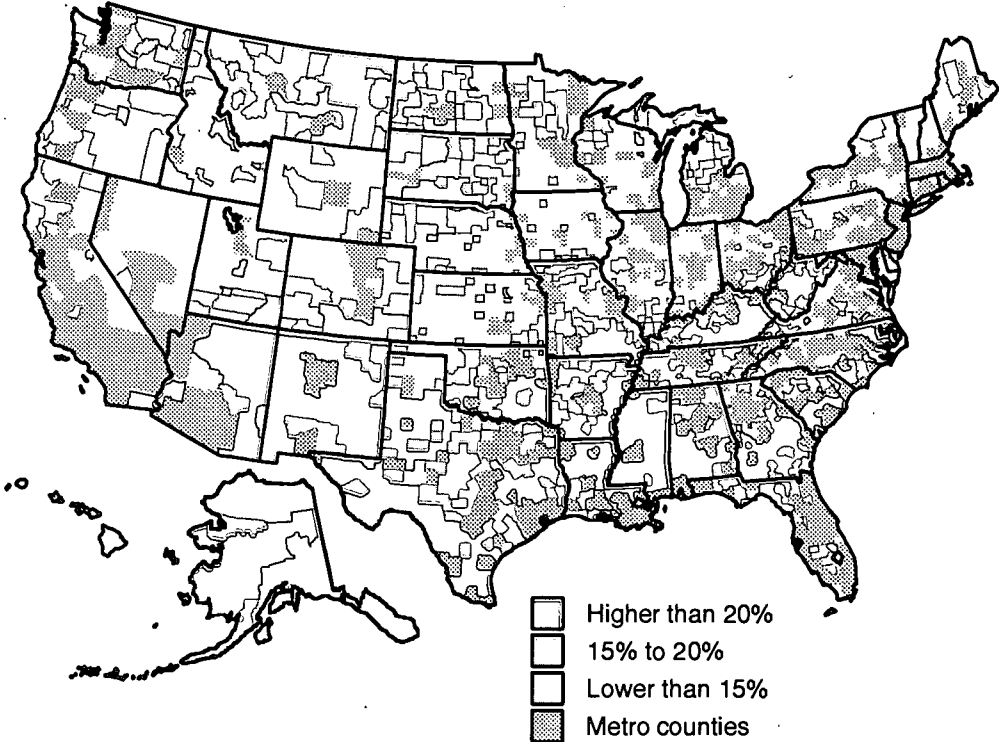 Higher than 20%
15% to 20%
Lower than 15%
Metro counties